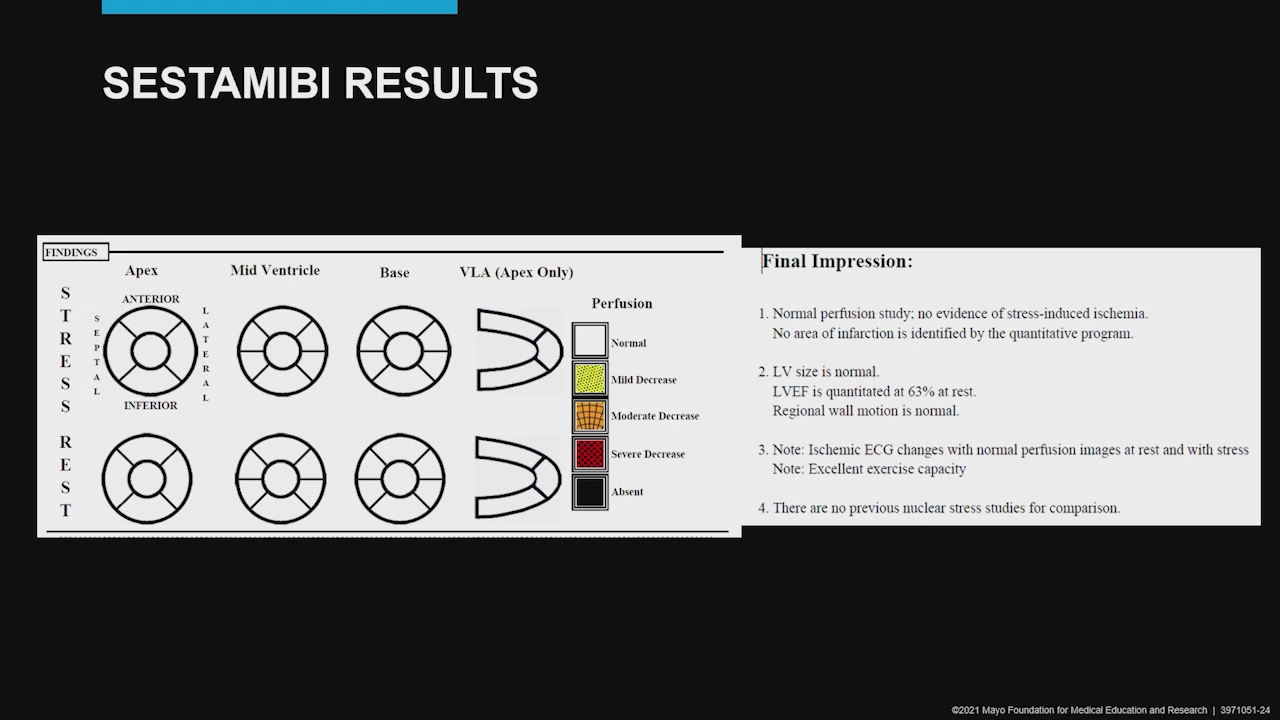 SESTAMIBI RESULTS
FINDINGS
Apex
Mid Ventricle
Base
VLA (Apex Only)
STRESS
ANTERIOR
SEPTAL
LATERAL
INFERIOR
REST
Perfusion
Normal
Mild Decrease
Moderate Decrease
Severe Decrease
Absent
Final Impression:
1. Normal perfusion study; no evidence of stress-induced ischemia.
No area of infarction is identified by the quantitative program.
2. LV size is normal.
LVEF is quantitated at 63% at rest.
Regional wall motion is normal.
3. Note: Ischemic ECG changes with normal perfusion images at rest and with stress
Note: Excellent exercise capacity
4. There are no previous nuclear stress studies for comparison.
©2021 Mayo Foundation for Medical Education and Research | 3971051-24